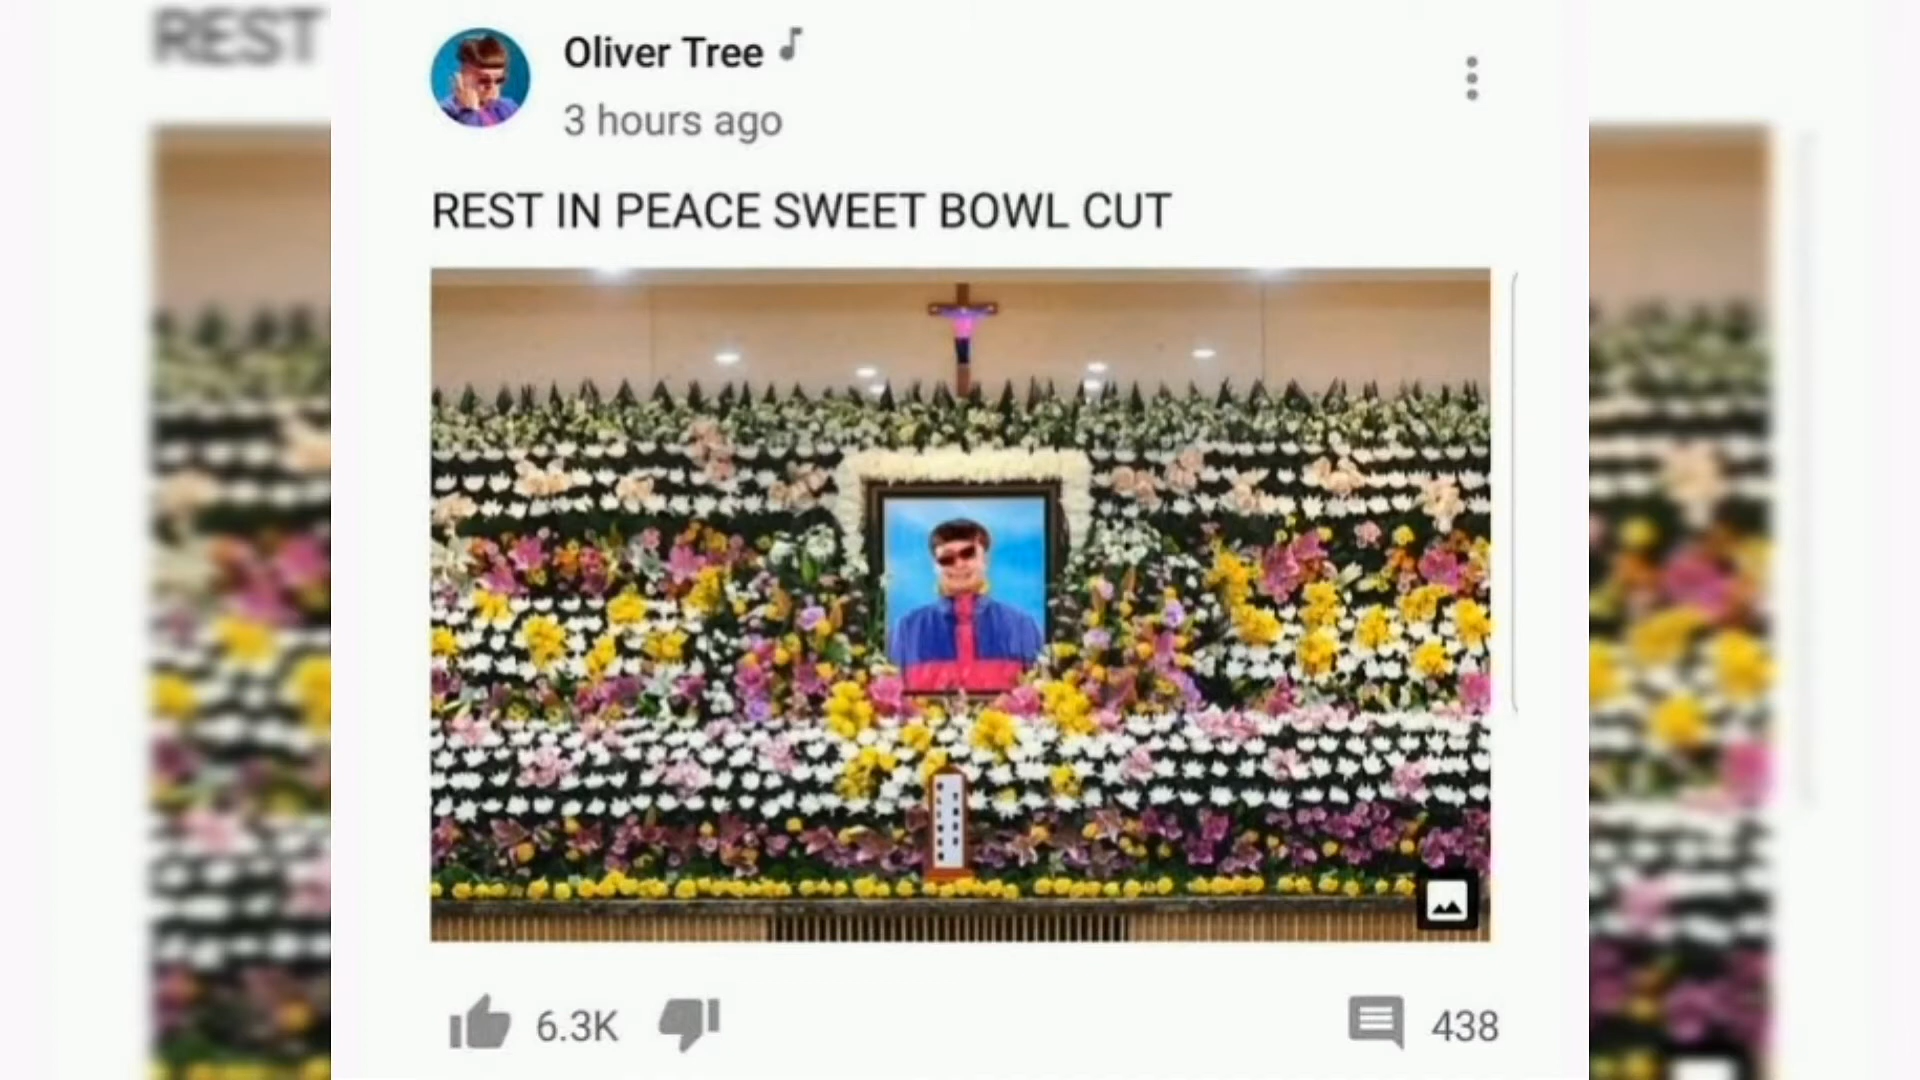 REST
Oliver Tree
3 hours ago
REST IN PEACE SWEET BOWL CUT
6.3K
438